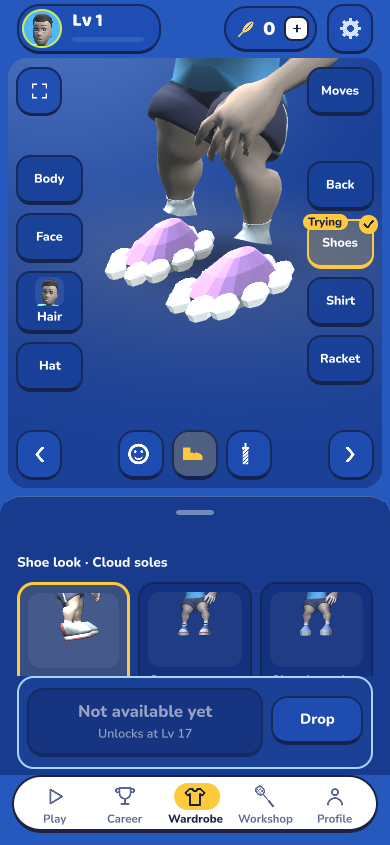 Lv 1
0
+
Moves
Body
Back
Face
Trying
Shoes
Hair
Shirt
Hat
Racket
Shoe look · Cloud soles
Not available yet
Unlocks at Lv 17
Drop
Play
Career
Wardrobe
Workshop
Profile